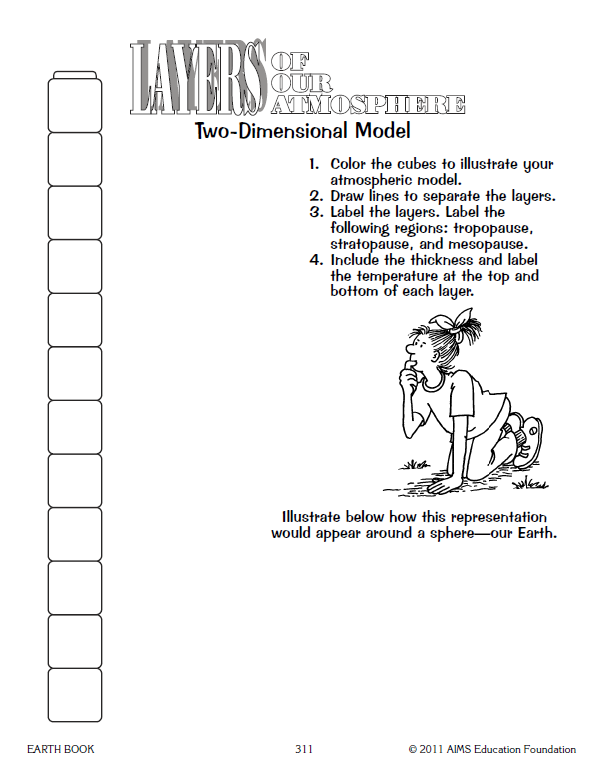 LAYERS OF
OUR
ATMOSPHERE
Two-Dimensional Model
1. Color the cubes to illustrate your
atmospheric model.
2. Draw lines to separate the layers.
3. Label the layers. Label the
following regions: tropopause,
stratopause, and mesopause.
4. Include the thickness and label
the temperature at the top and
bottom of each layer.
Illustrate below how this representation
would appear around a sphere—our Earth.
EARTH BOOK 311 © 2011 AIMS Education Foundation